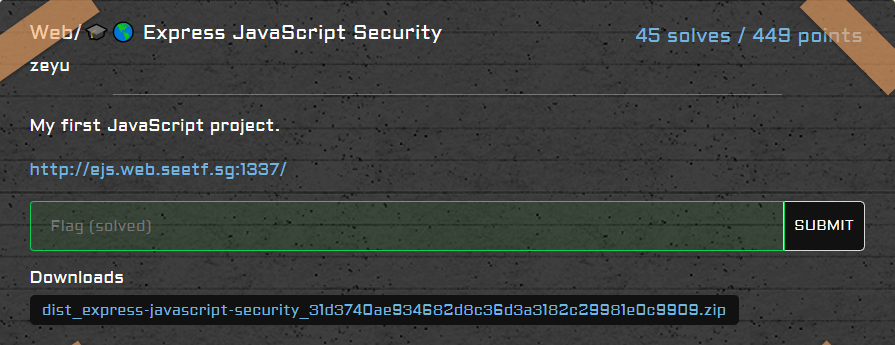 Web/🎓🌎 Express JavaScript Security
45 solves / 449 points
zeyu
My first JavaScript project.
http://ejs.web.seetf.sg:1337/
Flag (solved)
SUBMIT
Downloads
dist_express-javascript-security_31d3740ae934682d8c36d3a3182c29981e0c9909.zip